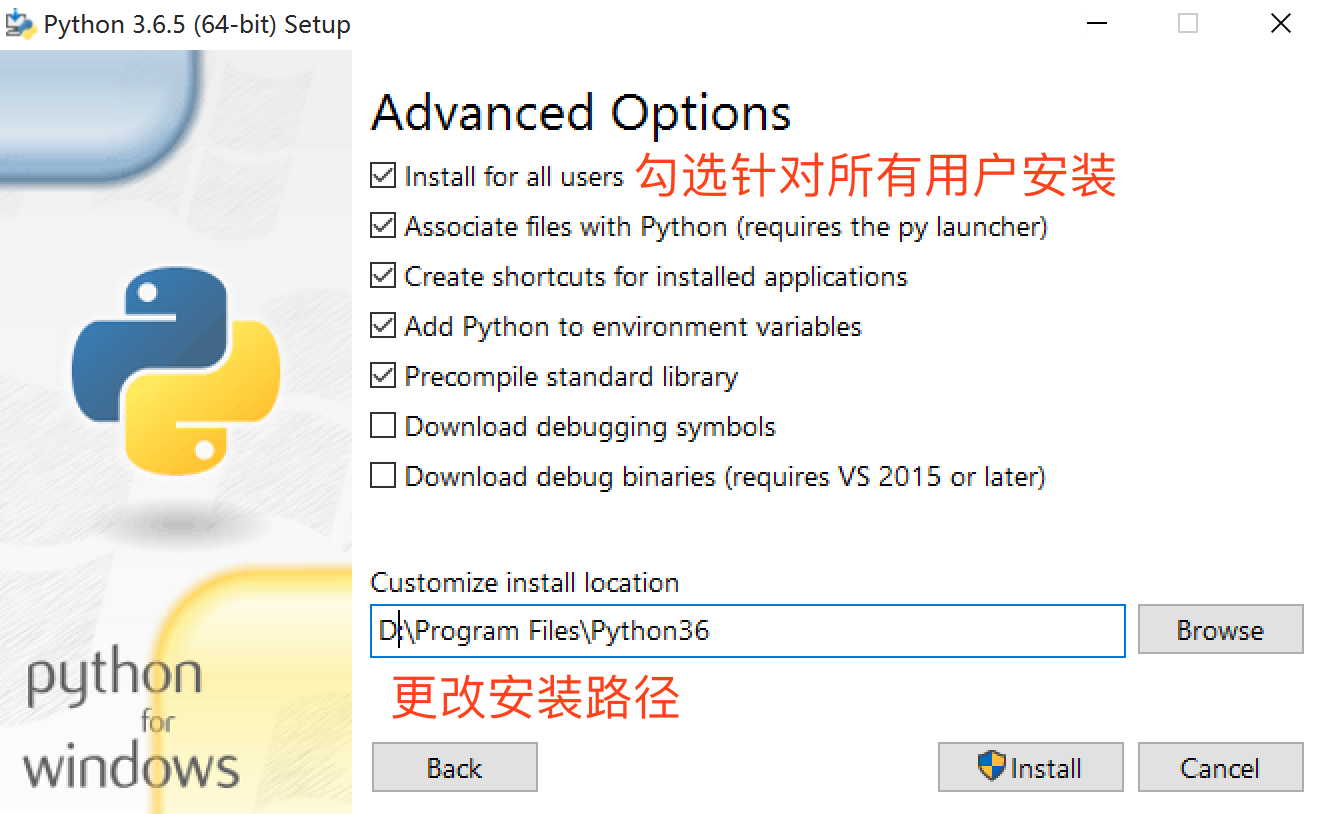 Python 3.6.5 (64-bit) Setup
Advanced Options
Install for all users 勾选针对所有用户安装
Associate files with Python (requires the py launcher)
Create shortcuts for installed applications
Add Python to environment variables
Precompile standard library
Download debugging symbols
Download debug binaries (requires VS 2015 or later)
Customize install location
D:\Program Files\Python36
Browse
更改安装路径
python
for
windows
Back
Install
Cancel